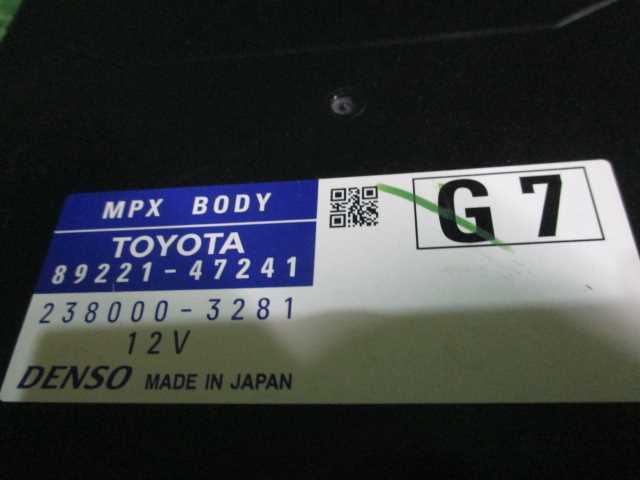 MPX BODY
G 7
TOYOTA
89221-47241
238000-3281
12V
DENSO MADE IN JAPAN